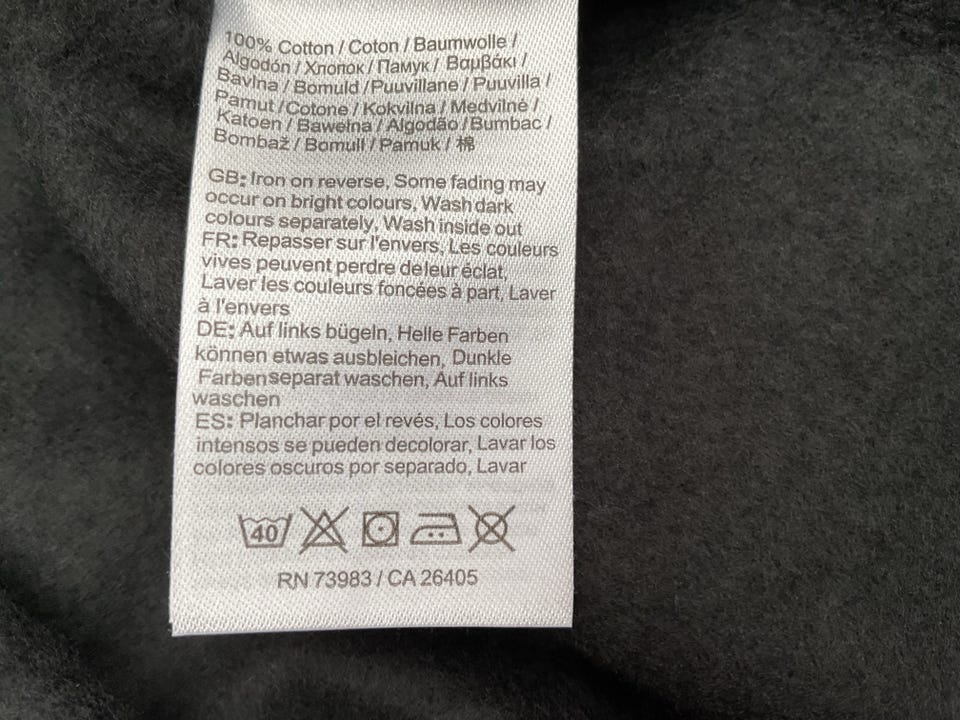 100% Cotton / Coton / Baumwolle /
Algodón / Хлопок / Памук / Βαμβάκι /
Bavlna / Bomuld / Puuvillane / Puuvilla /
Pamut / Cotone / Kokvilna / Medvilnė /
Katoen / Bawełna / Algodão / Bumbac /
Bombaž / Bomull / Pamuk / 棉
GB: Iron on reverse, Some fading may
occur on bright colours, Wash dark
colours separately, Wash inside out
FR: Repasser sur l'envers, Les couleurs
vives peuvent perdre deleur éclat,
Laver les couleurs foncées à part, Laver
à l'envers
DE: Auf links bügeln, Helle Farben
können etwas ausbleichen, Dunkle
Farben separat waschen, Auf links
waschen
ES: Planchar por el revés, Los colores
intensos se pueden decolorar, Lavar los
colores oscuros por separado, Lavar
40
RN 73983 / CA 26405